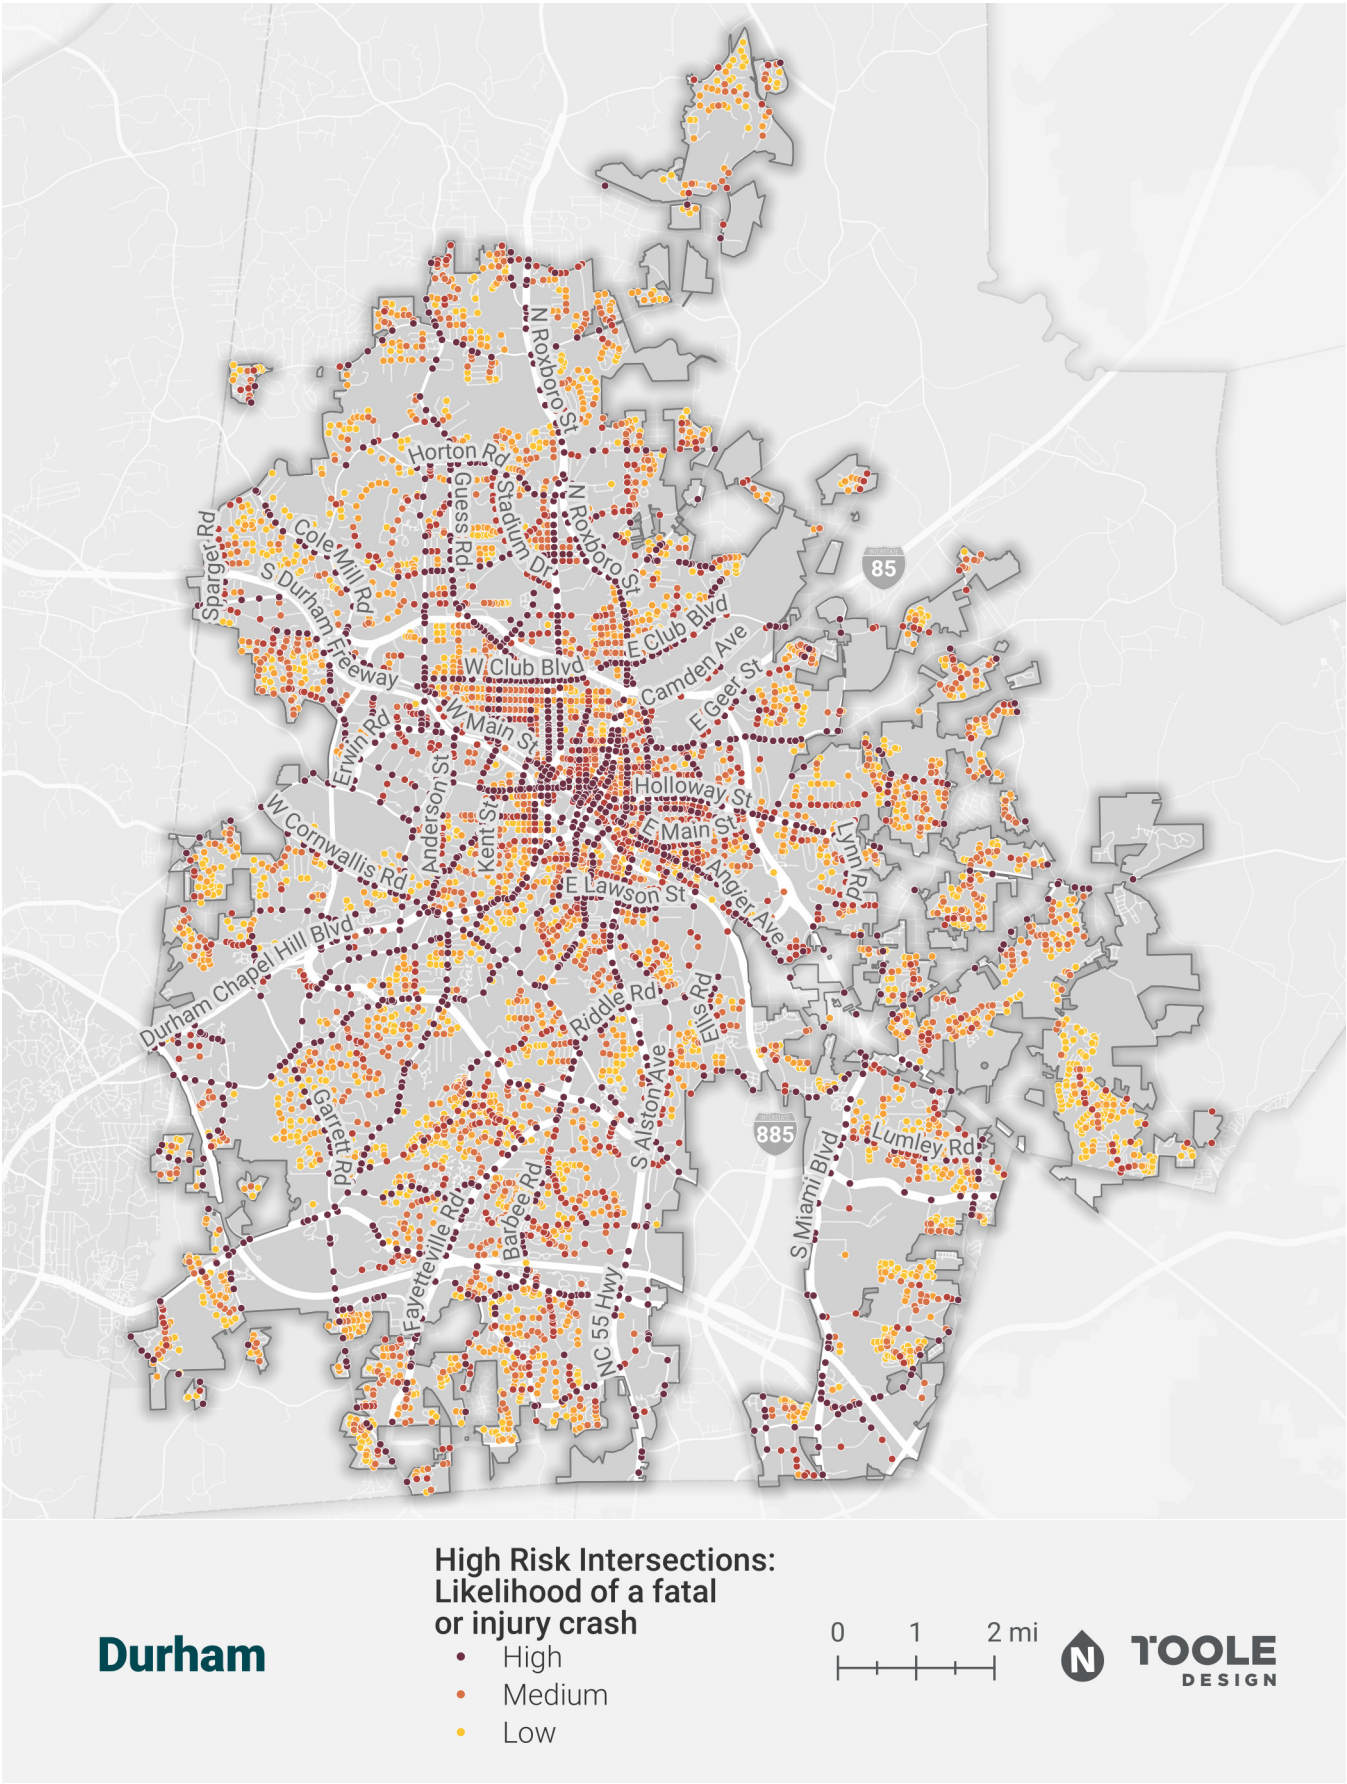 N Roxboro St
Horton Rd
Guess Rd
Stadium Dr
N Roxboro St
Sparger Rd
Cole Mill Rd
S Durham Freeway
INTERSTATE
85
E Club Blvd
W Club Blvd
Camden Ave
E Geer St
W Main St
Erwin Rd
Anderson St
Kent St
Holloway St
E Main St
Lynn Rd
W Cornwallis Rd
Angier Ave
E Lawson St
Durham Chapel Hill Blvd
Riddle Rd
Ellis Rd
Garrett Rd
S Alston Ave
INTERSTATE
885
Lumley Rd
S Miami Blvd
Fayetteville Rd
Barbee Rd
NC 55 Hwy
High Risk Intersections:
Likelihood of a fatal
or injury crash
High
Medium
Low
Durham
0 1 2 mi
N
TOOLE
DESIGN